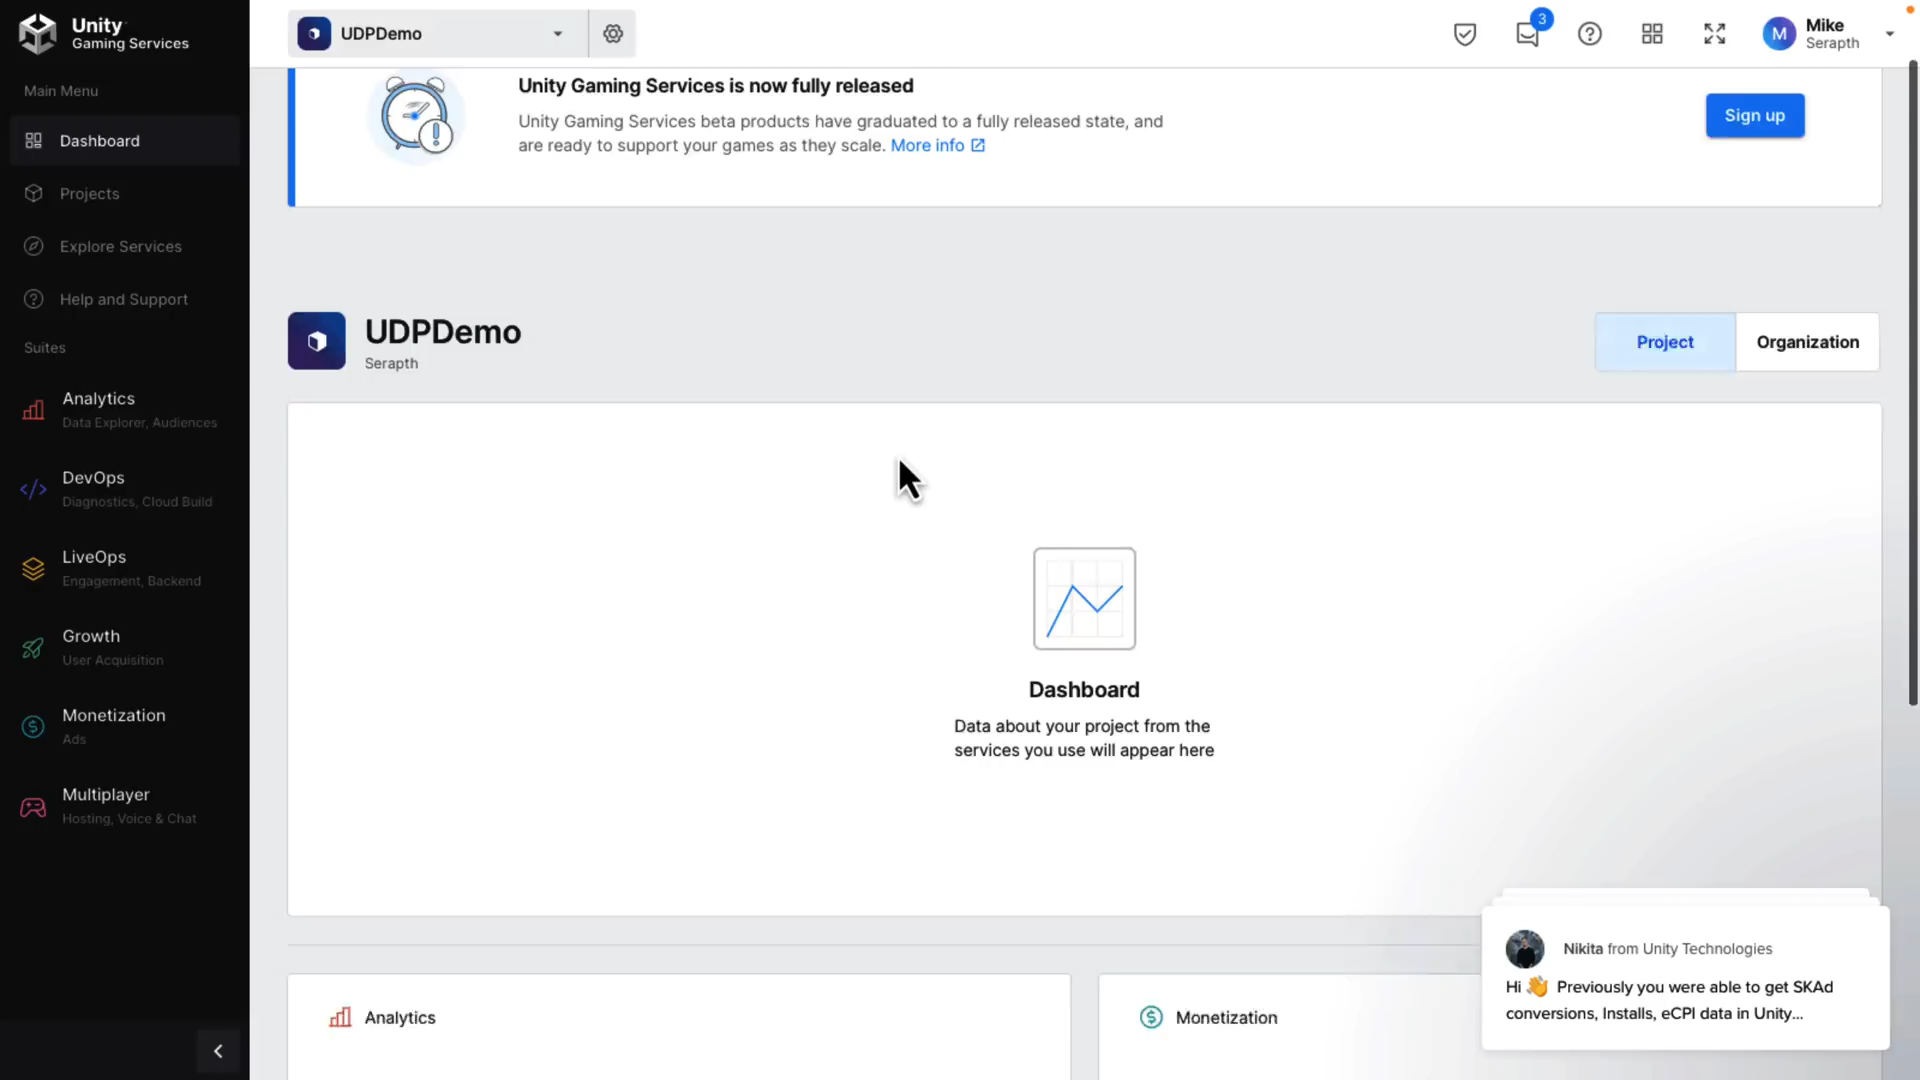 Unity
Gaming Services
Main Menu
Dashboard
Projects
Explore Services
Help and Support
Suites
Analytics
Data Explorer, Audiences
DevOps
Diagnostics, Cloud Build
LiveOps
Engagement, Backend
Growth
User Acquisition
Monetization
Ads
Multiplayer
Hosting, Voice & Chat
UDPDemo
3
M
Mike
Serapth
Unity Gaming Services is now fully released
Unity Gaming Services beta products have graduated to a fully released state, and
are ready to support your games as they scale. More info
Sign up
UDPDemo
Serapth
Project
Organization
Dashboard
Data about your project from the
services you use will appear here
Analytics
Monetization
Nikita from Unity Technologies
Hi 👋 Previously you were able to get SKAd
conversions, Installs, eCPI data in Unity...